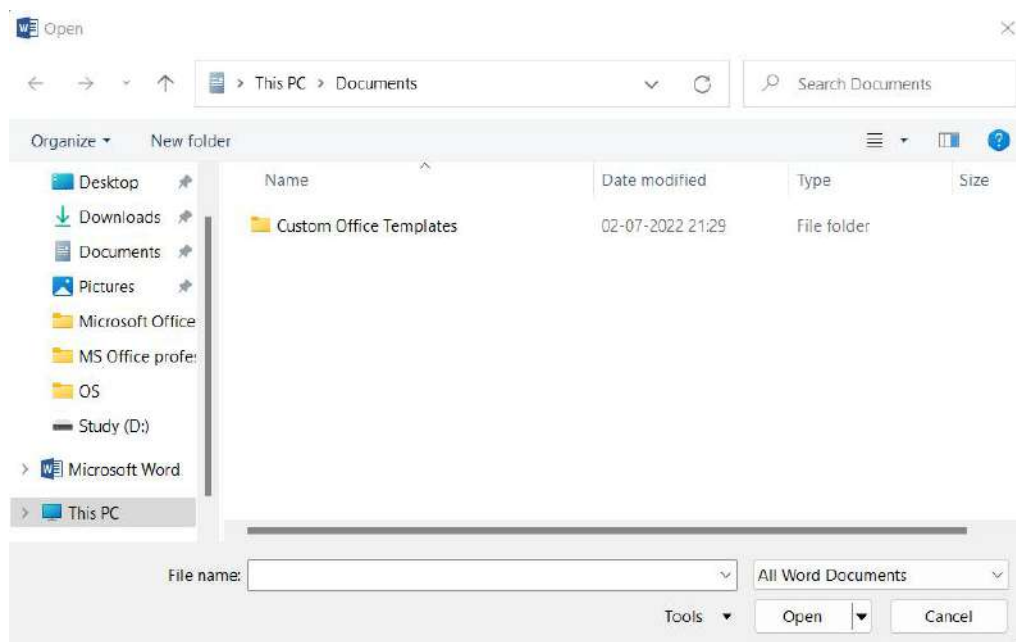 Open
This PC > Documents
Search Documents
Organize
New folder
Name
Date modified
Type
Size
Desktop
Downloads
Documents
Pictures
Microsoft Office
MS Office profes
OS
Study (D:)
Microsoft Word
This PC
Custom Office Templates
02-07-2022 21:29
File folder
File name:
All Word Documents
Tools
Open
Cancel